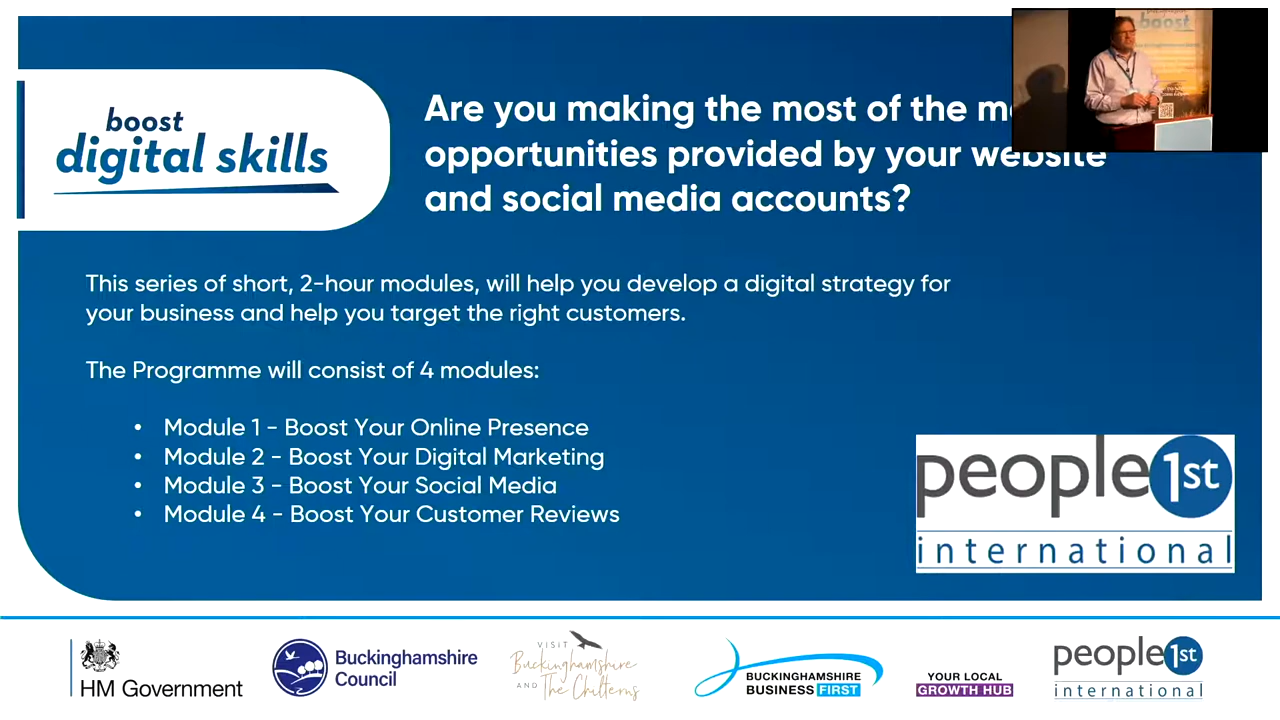 boost
digital skills
Are you making the most of the
opportunities provided by your website
and social media accounts?
boost
This series of short, 2-hour modules, will help you develop a digital strategy for
your business and help you target the right customers.
The Programme will consist of 4 modules:
• Module 1 - Boost Your Online Presence
• Module 2 - Boost Your Digital Marketing
• Module 3 - Boost Your Social Media
• Module 4 - Boost Your Customer Reviews
people 1st
international
HM Government
Buckinghamshire
Council
VISIT
Buckinghamshire
AND The Chilterns
BUCKINGHAMSHIRE
BUSINESS FIRST
YOUR LOCAL
GROWTH HUB
people 1st
international